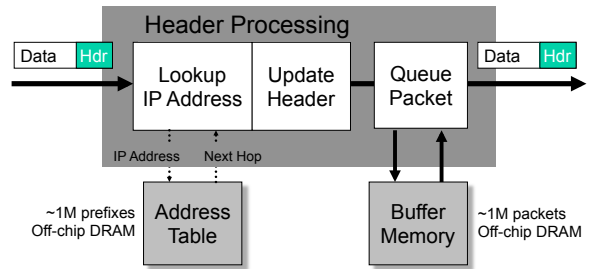 Header Processing
Data Hdr
Lookup
IP Address
Update
Header
Queue
Packet
Data Hdr
IP Address
Next Hop
~1M prefixes
Off-chip DRAM
Address
Table
Buffer
Memory
~1M packets
Off-chip DRAM